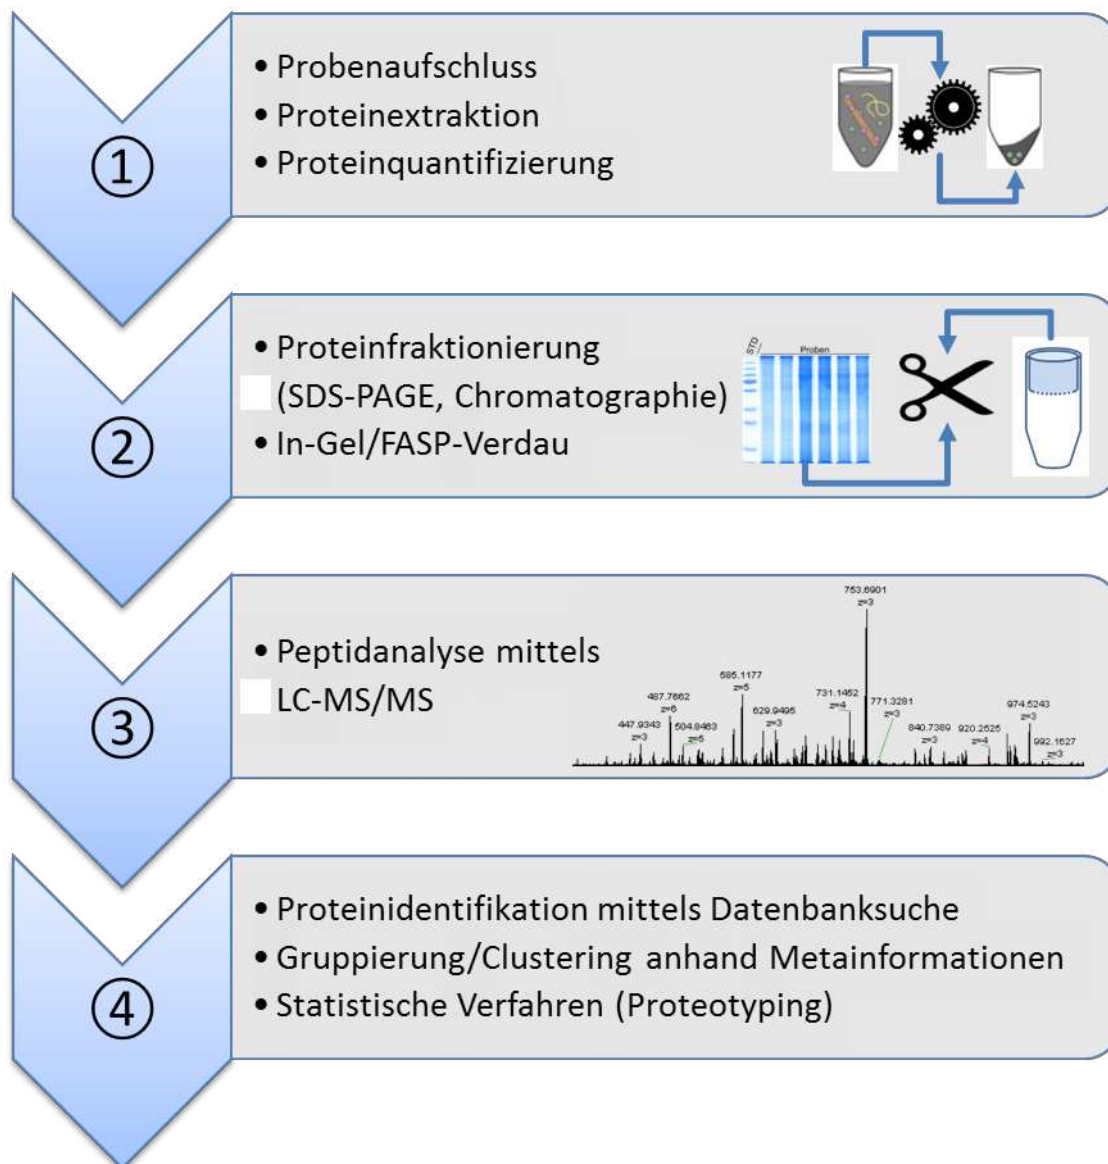 ①
• Probenaufschluss
• Proteinextraktion
• Proteinquantifizierung
②
• Proteinfraktionierung
(SDS-PAGE, Chromatographie)
• In-Gel/FASP-Verdau
STD
Proben
③
• Peptidanalyse mittels
LC-MS/MS
447.9343
z=3
487.7662
z=6
504.8463
z=5
585.1177
z=5
629.9495
z=3
731.1452
z=4
753.6901
z=3
771.3281
z=3
840.7389
z=3
920.2525
z=4
974.5243
z=3
992.1627
z=3
④
• Proteinidentifikation mittels Datenbanksuche
• Gruppierung/Clustering anhand Metainformationen
• Statistische Verfahren (Proteotyping)